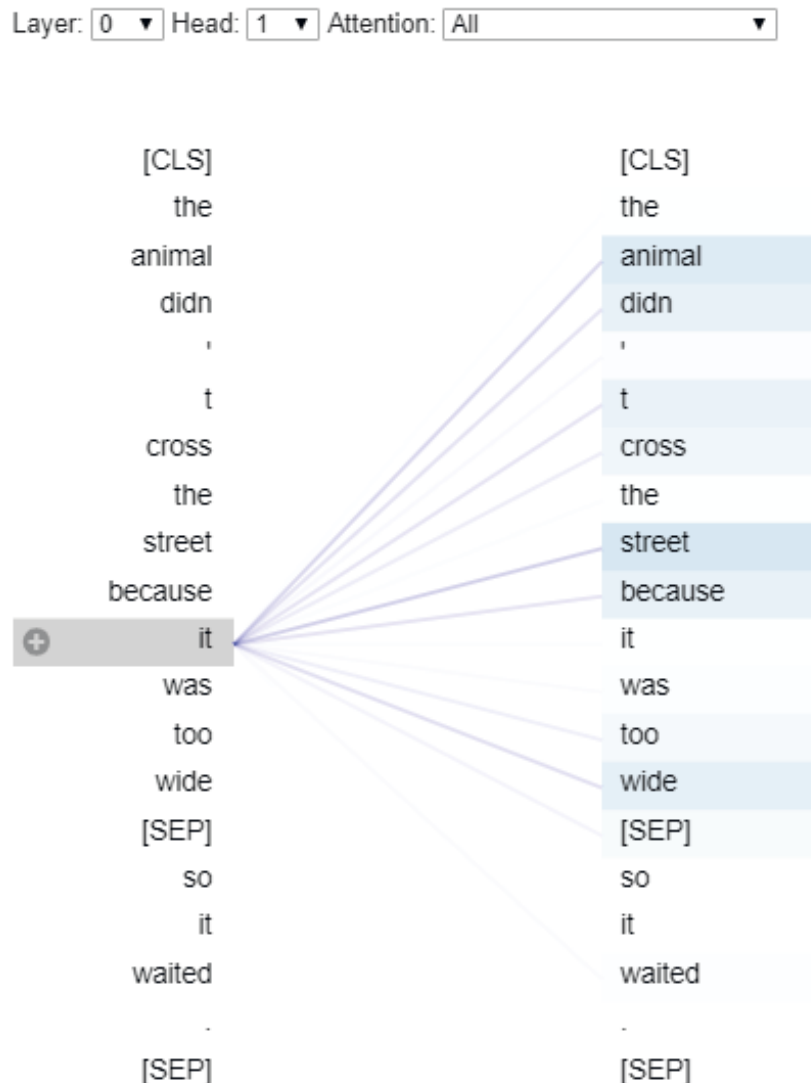 Layer: 0 Head: 1 Attention: All
[CLS] [CLS]
the the
animal animal
didn didn
' '
t t
cross cross
the the
street street
because because
it it
was was
too too
wide wide
[SEP] [SEP]
so so
it it
waited waited
. .
[SEP] [SEP]